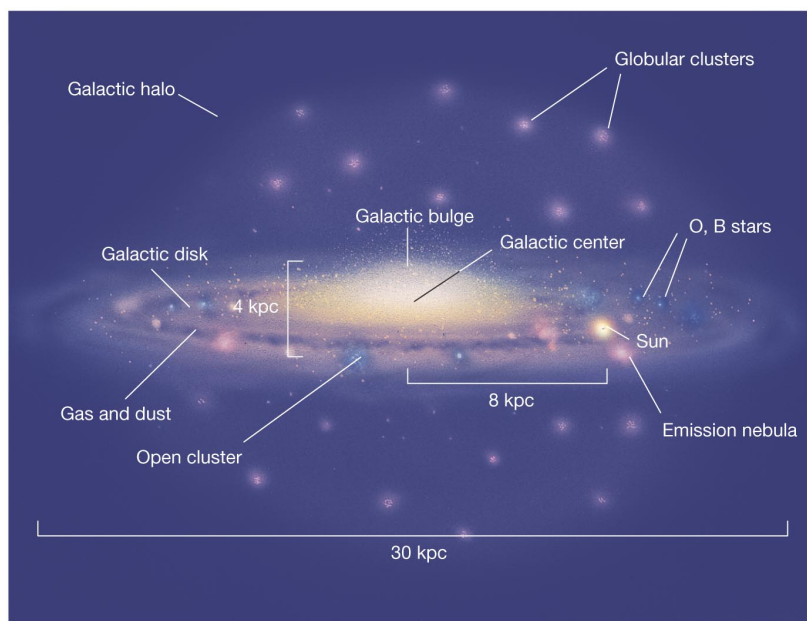 Globular clusters
Galactic halo
Galactic bulge
O, B stars
Galactic center
Galactic disk
4 kpc
Sun
8 kpc
Gas and dust
Emission nebula
Open cluster
30 kpc